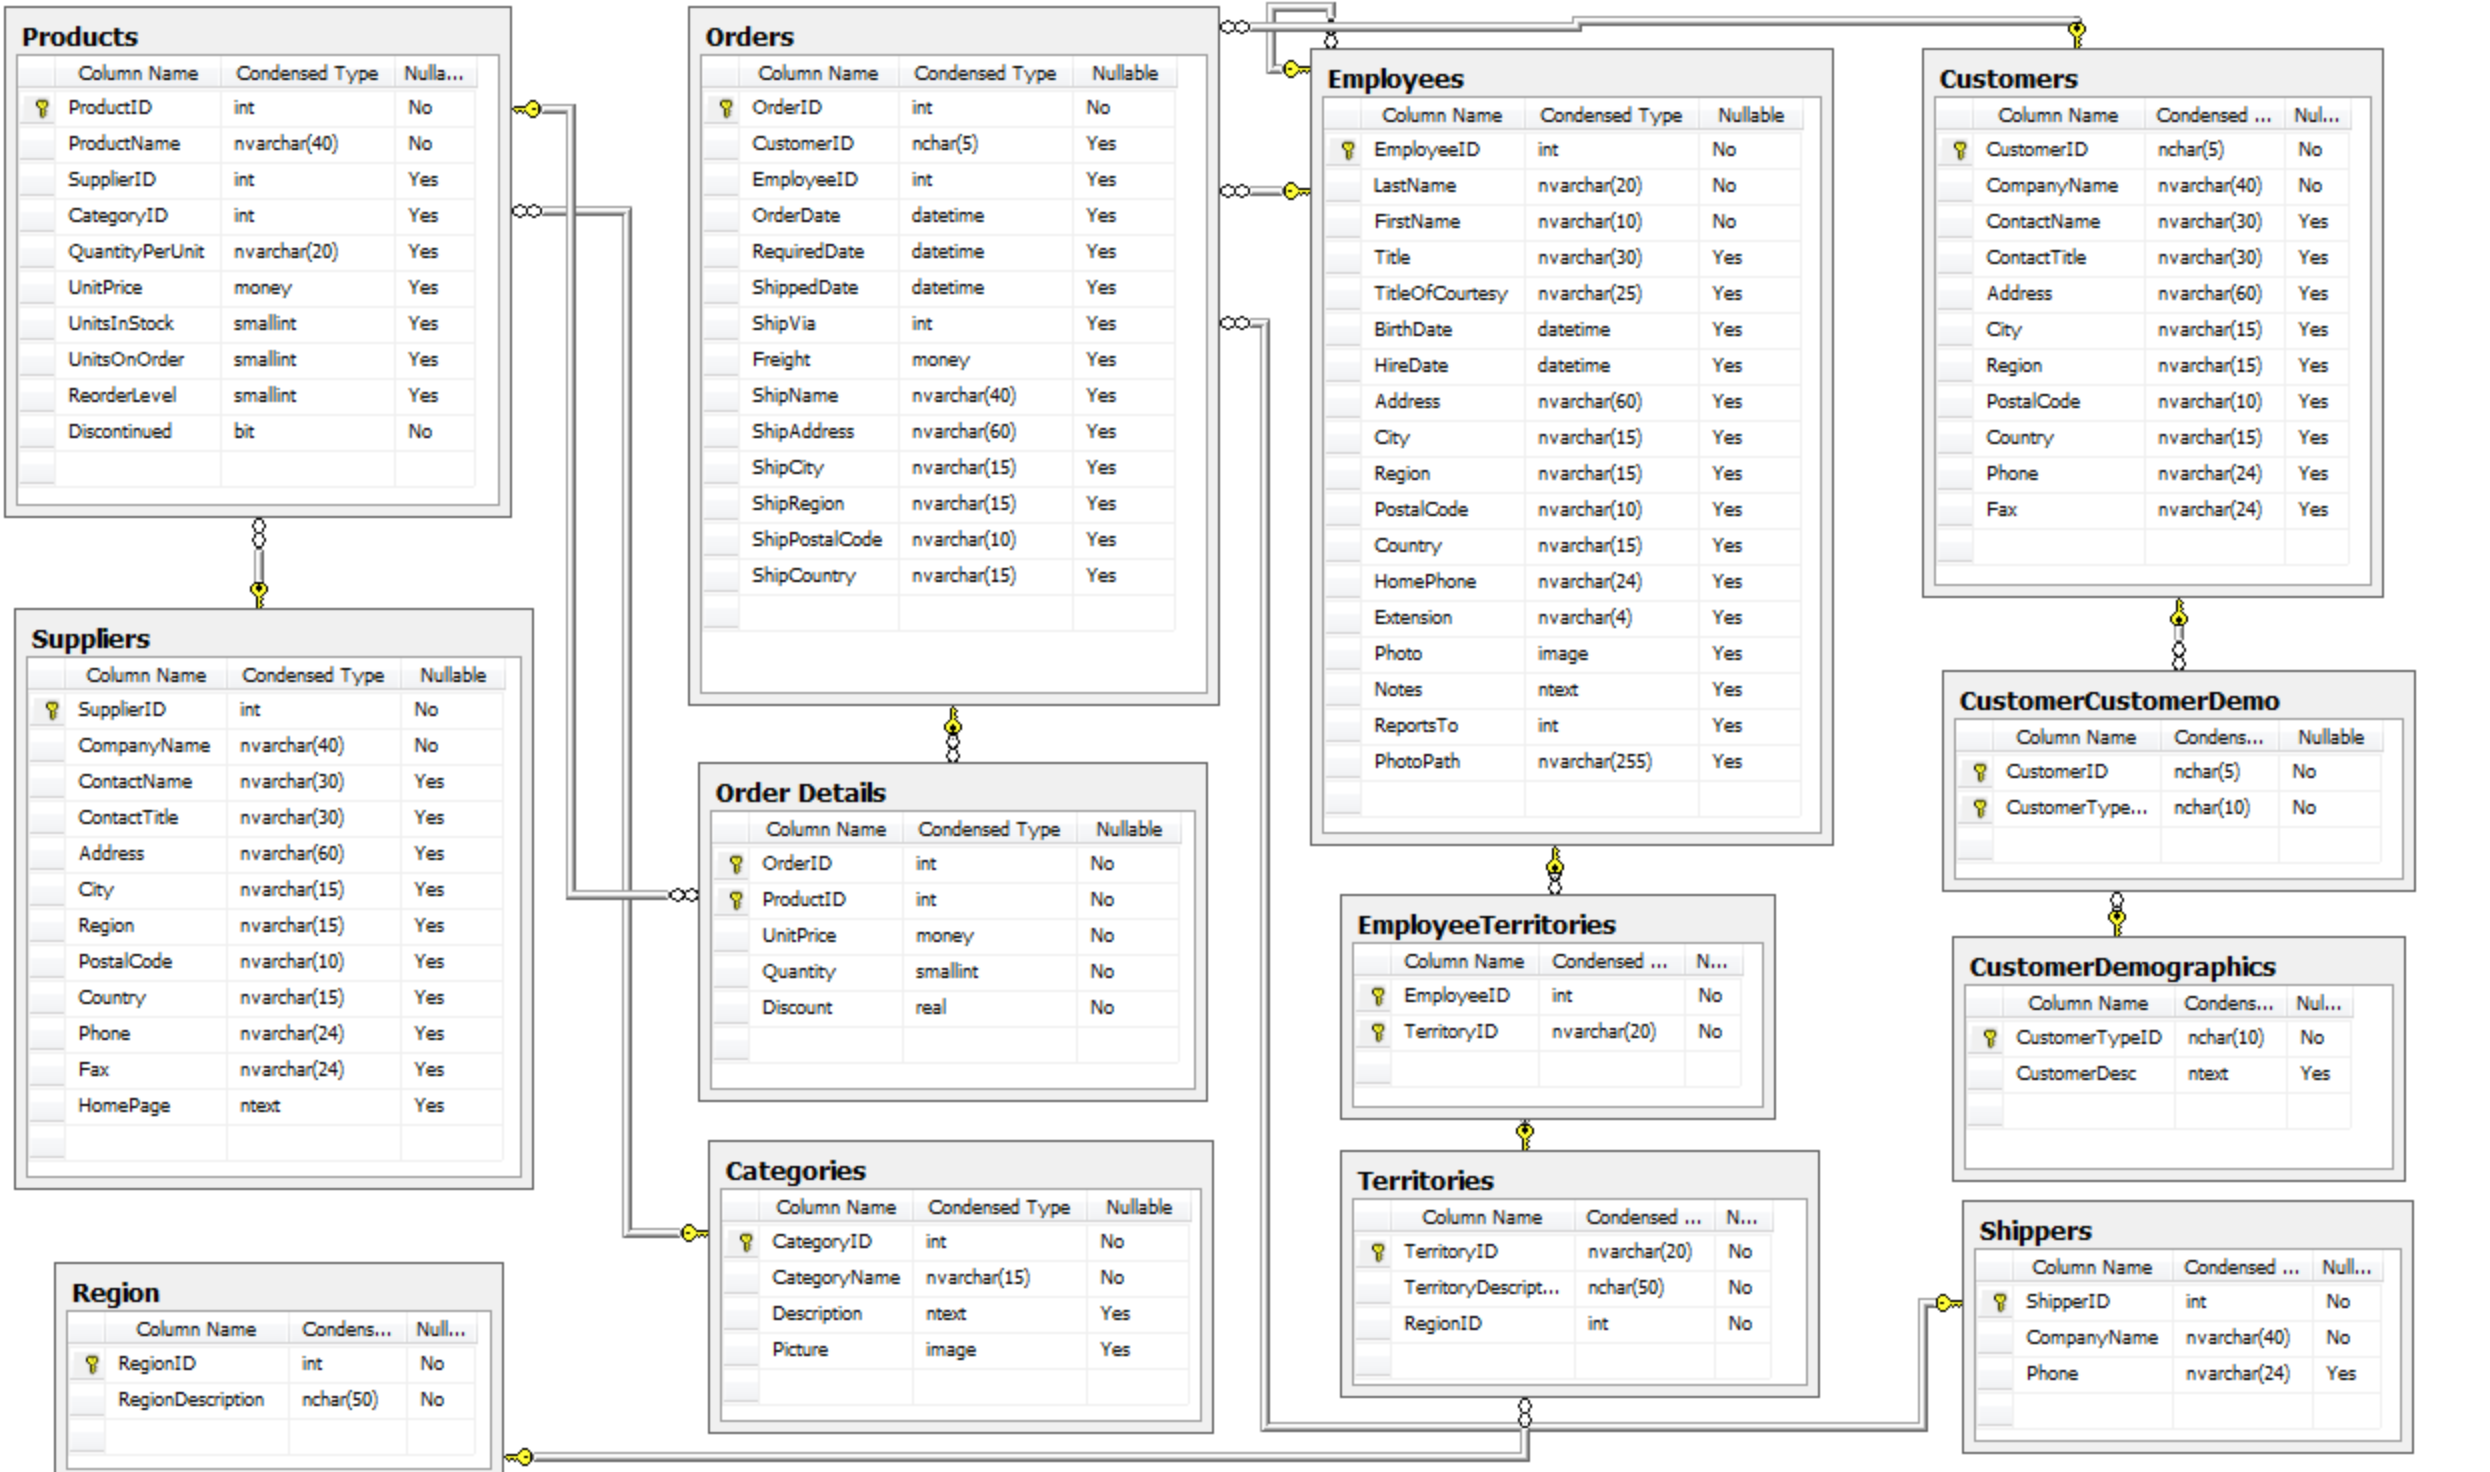 Products
Column Name Condensed Type Nulla...
ProductID int No
ProductName nvarchar(40) No
SupplierID int Yes
CategoryID int Yes
QuantityPerUnit nvarchar(20) Yes
UnitPrice money Yes
UnitsInStock smallint Yes
UnitsOnOrder smallint Yes
ReorderLevel smallint Yes
Discontinued bit No
Suppliers
Column Name Condensed Type Nullable
SupplierID int No
CompanyName nvarchar(40) No
ContactName nvarchar(30) Yes
ContactTitle nvarchar(30) Yes
Address nvarchar(60) Yes
City nvarchar(15) Yes
Region nvarchar(15) Yes
PostalCode nvarchar(10) Yes
Country nvarchar(15) Yes
Phone nvarchar(24) Yes
Fax nvarchar(24) Yes
HomePage ntext Yes
Region
Column Name Condens... Null...
RegionID int No
RegionDescription nchar(50) No
Orders
Column Name Condensed Type Nullable
OrderID int No
CustomerID nchar(5) Yes
EmployeeID int Yes
OrderDate datetime Yes
RequiredDate datetime Yes
ShippedDate datetime Yes
ShipVia int Yes
Freight money Yes
ShipName nvarchar(40) Yes
ShipAddress nvarchar(60) Yes
ShipCity nvarchar(15) Yes
ShipRegion nvarchar(15) Yes
ShipPostalCode nvarchar(10) Yes
ShipCountry nvarchar(15) Yes
Order Details
Column Name Condensed Type Nullable
OrderID int No
ProductID int No
UnitPrice money No
Quantity smallint No
Discount real No
Categories
Column Name Condensed Type Nullable
CategoryID int No
CategoryName nvarchar(15) No
Description ntext Yes
Picture image Yes
Employees
Column Name Condensed Type Nullable
EmployeeID int No
LastName nvarchar(20) No
FirstName nvarchar(10) No
Title nvarchar(30) Yes
TitleOfCourtesy nvarchar(25) Yes
BirthDate datetime Yes
HireDate datetime Yes
Address nvarchar(60) Yes
City nvarchar(15) Yes
Region nvarchar(15) Yes
PostalCode nvarchar(10) Yes
Country nvarchar(15) Yes
HomePhone nvarchar(24) Yes
Extension nvarchar(4) Yes
Photo image Yes
Notes ntext Yes
ReportsTo int Yes
PhotoPath nvarchar(255) Yes
EmployeeTerritories
Column Name Condensed ... N...
EmployeeID int No
TerritoryID nvarchar(20) No
Territories
Column Name Condensed ... N...
TerritoryID nvarchar(20) No
TerritoryDescript... nchar(50) No
RegionID int No
Customers
Column Name Condensed ... Nul...
CustomerID nchar(5) No
CompanyName nvarchar(40) No
ContactName nvarchar(30) Yes
ContactTitle nvarchar(30) Yes
Address nvarchar(60) Yes
City nvarchar(15) Yes
Region nvarchar(15) Yes
PostalCode nvarchar(10) Yes
Country nvarchar(15) Yes
Phone nvarchar(24) Yes
Fax nvarchar(24) Yes
CustomerCustomerDemo
Column Name Condens... Nullable
CustomerID nchar(5) No
CustomerType... nchar(10) No
CustomerDemographics
Column Name Condens... Nul...
CustomerTypeID nchar(10) No
CustomerDesc ntext Yes
Shippers
Column Name Condensed ... Null...
ShipperID int No
CompanyName nvarchar(40) No
Phone nvarchar(24) Yes